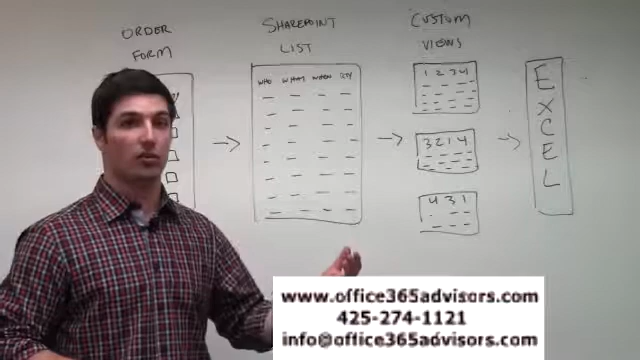 ORDER
FORM
SHAREPOINT
LIST
WHO WHAT WHEN QTY
CUSTOM
VIEWS
1 2 3 4
3 2 1 4
4 3 1
EXCEL
www.office365advisors.com
425-274-1121
info@office365advisors.com